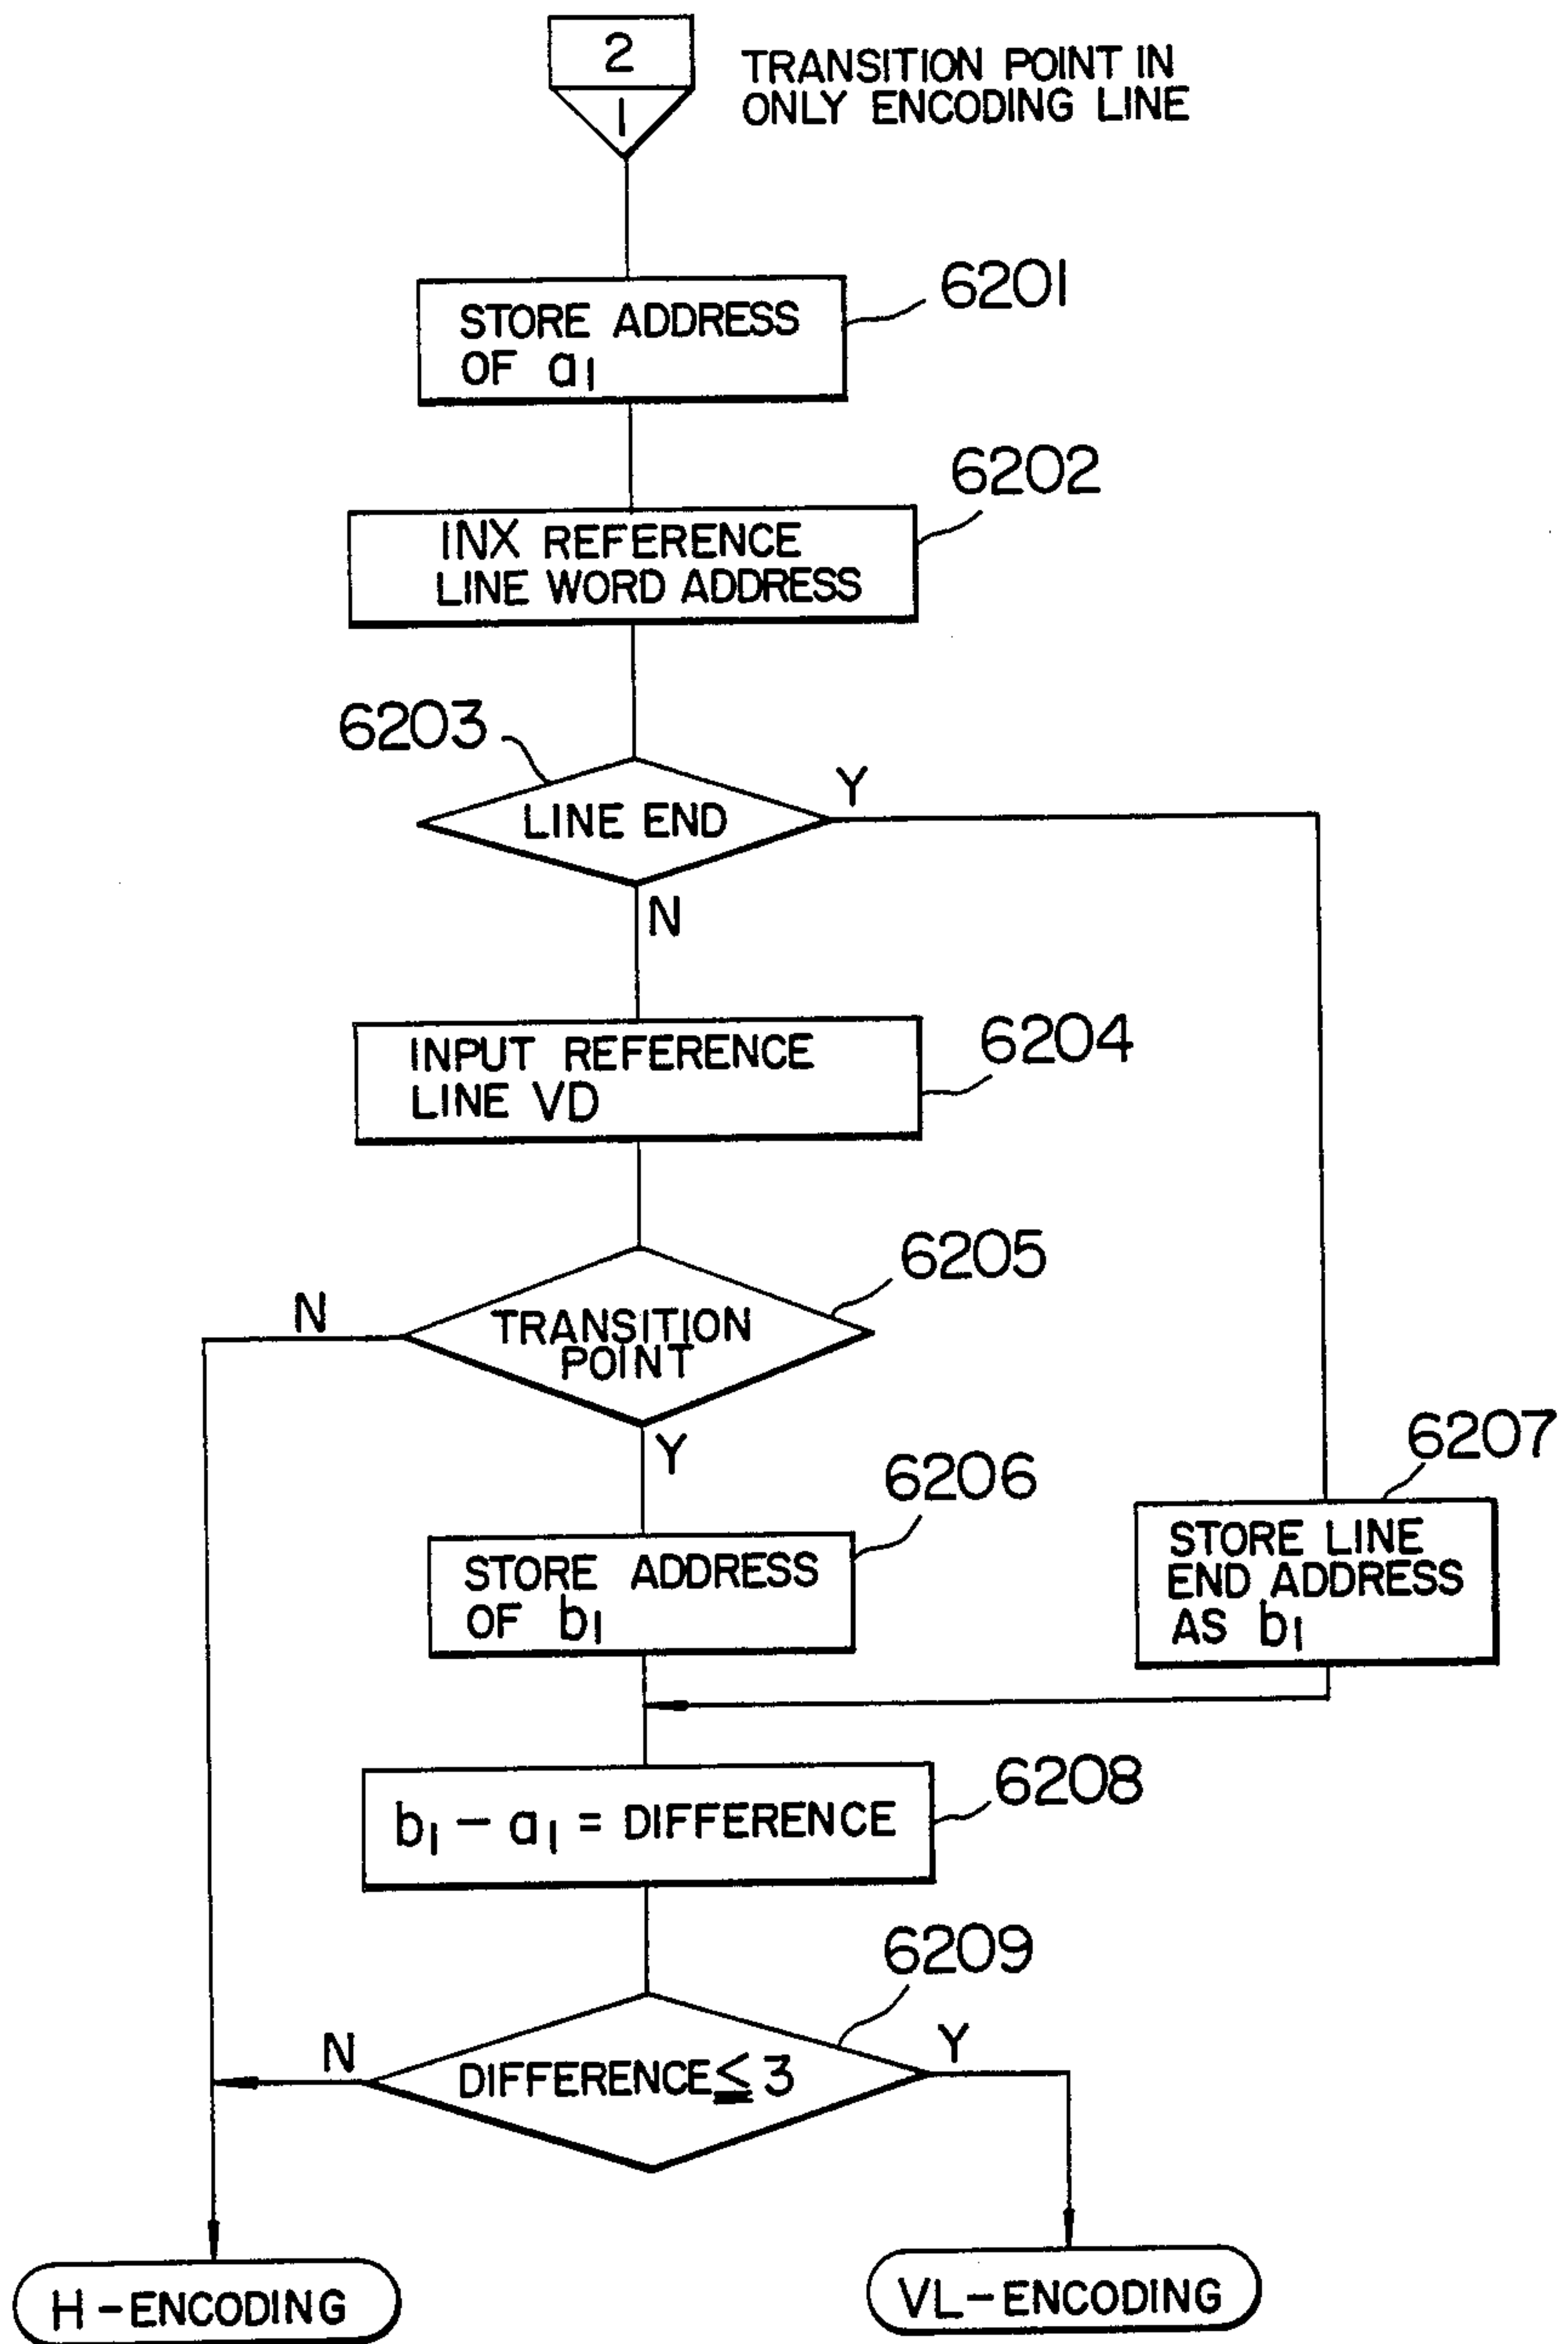 2
1
TRANSITION POINT IN
ONLY ENCODING LINE
6201
STORE ADDRESS
OF a1
6202
INX REFERENCE
LINE WORD ADDRESS
6203
LINE END
Y
N
6204
INPUT REFERENCE
LINE VD
6205
N
TRANSITION
POINT
Y
6206
STORE ADDRESS
OF b1
6207
STORE LINE
END ADDRESS
AS b1
6208
b1 − a1 = DIFFERENCE
6209
N
DIFFERENCE ≤ 3
Y
H-ENCODING
VL-ENCODING